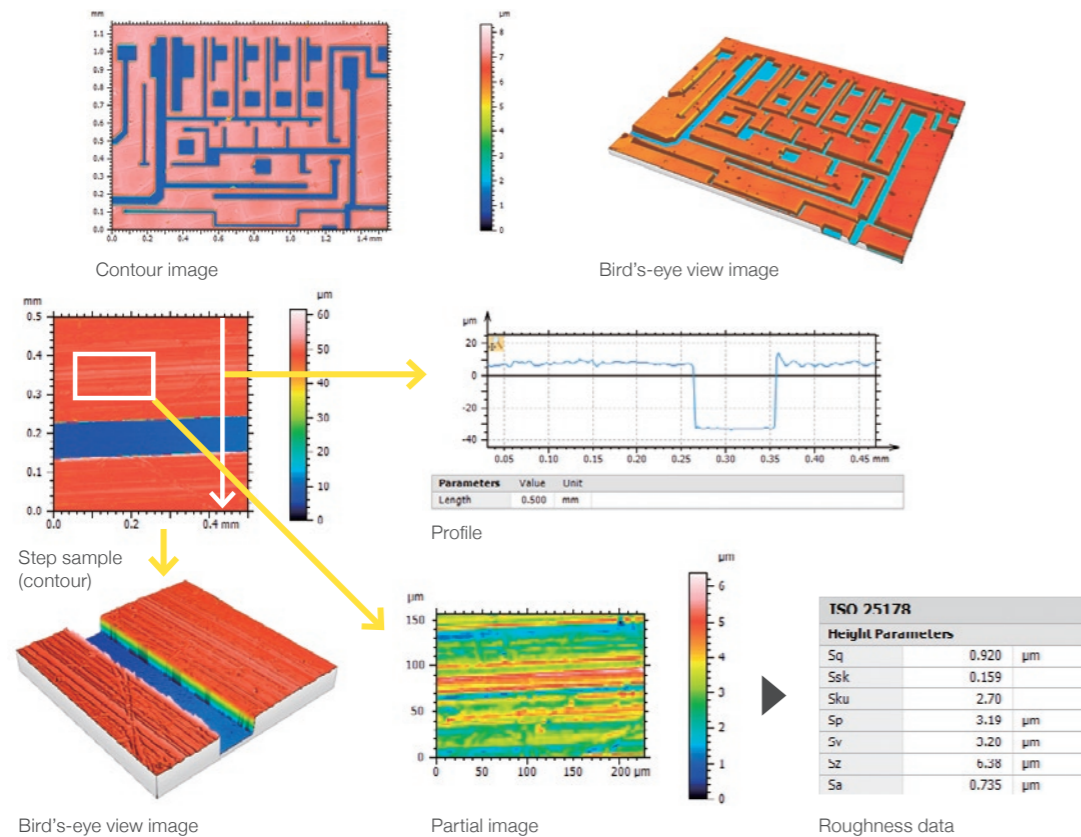 mm
1.1
1.0
0.9
0.8
0.7
0.6
0.5
0.4
0.3
0.2
0.1
0.0
0.0 0.2 0.4 0.6 0.8 1.0 1.2 1.4 mm
µm
8
7
6
5
4
3
2
1
0
Contour image
Bird's-eye view image
mm
0.5
0.4
0.3
0.2
0.1
0.0
0.0 0.2 0.4 mm
µm
60
50
40
30
20
10
0
Step sample
(contour)
µm
20
0
-20
-40
0.05 0.10 0.15 0.20 0.25 0.30 0.35 0.40 0.45 mm
Parameters Value Unit
Length 0.500 mm
Profile
Bird's-eye view image
µm
150
100
50
0
0 50 100 150 200 µm
µm
6
5
4
3
2
1
0
Partial image
ISO 25178
Height Parameters
Sq 0.920 µm
Ssk 0.159
Sku 2.70
Sp 3.19 µm
Sv 3.20 µm
Sz 6.38 µm
Sa 0.735 µm
Roughness data